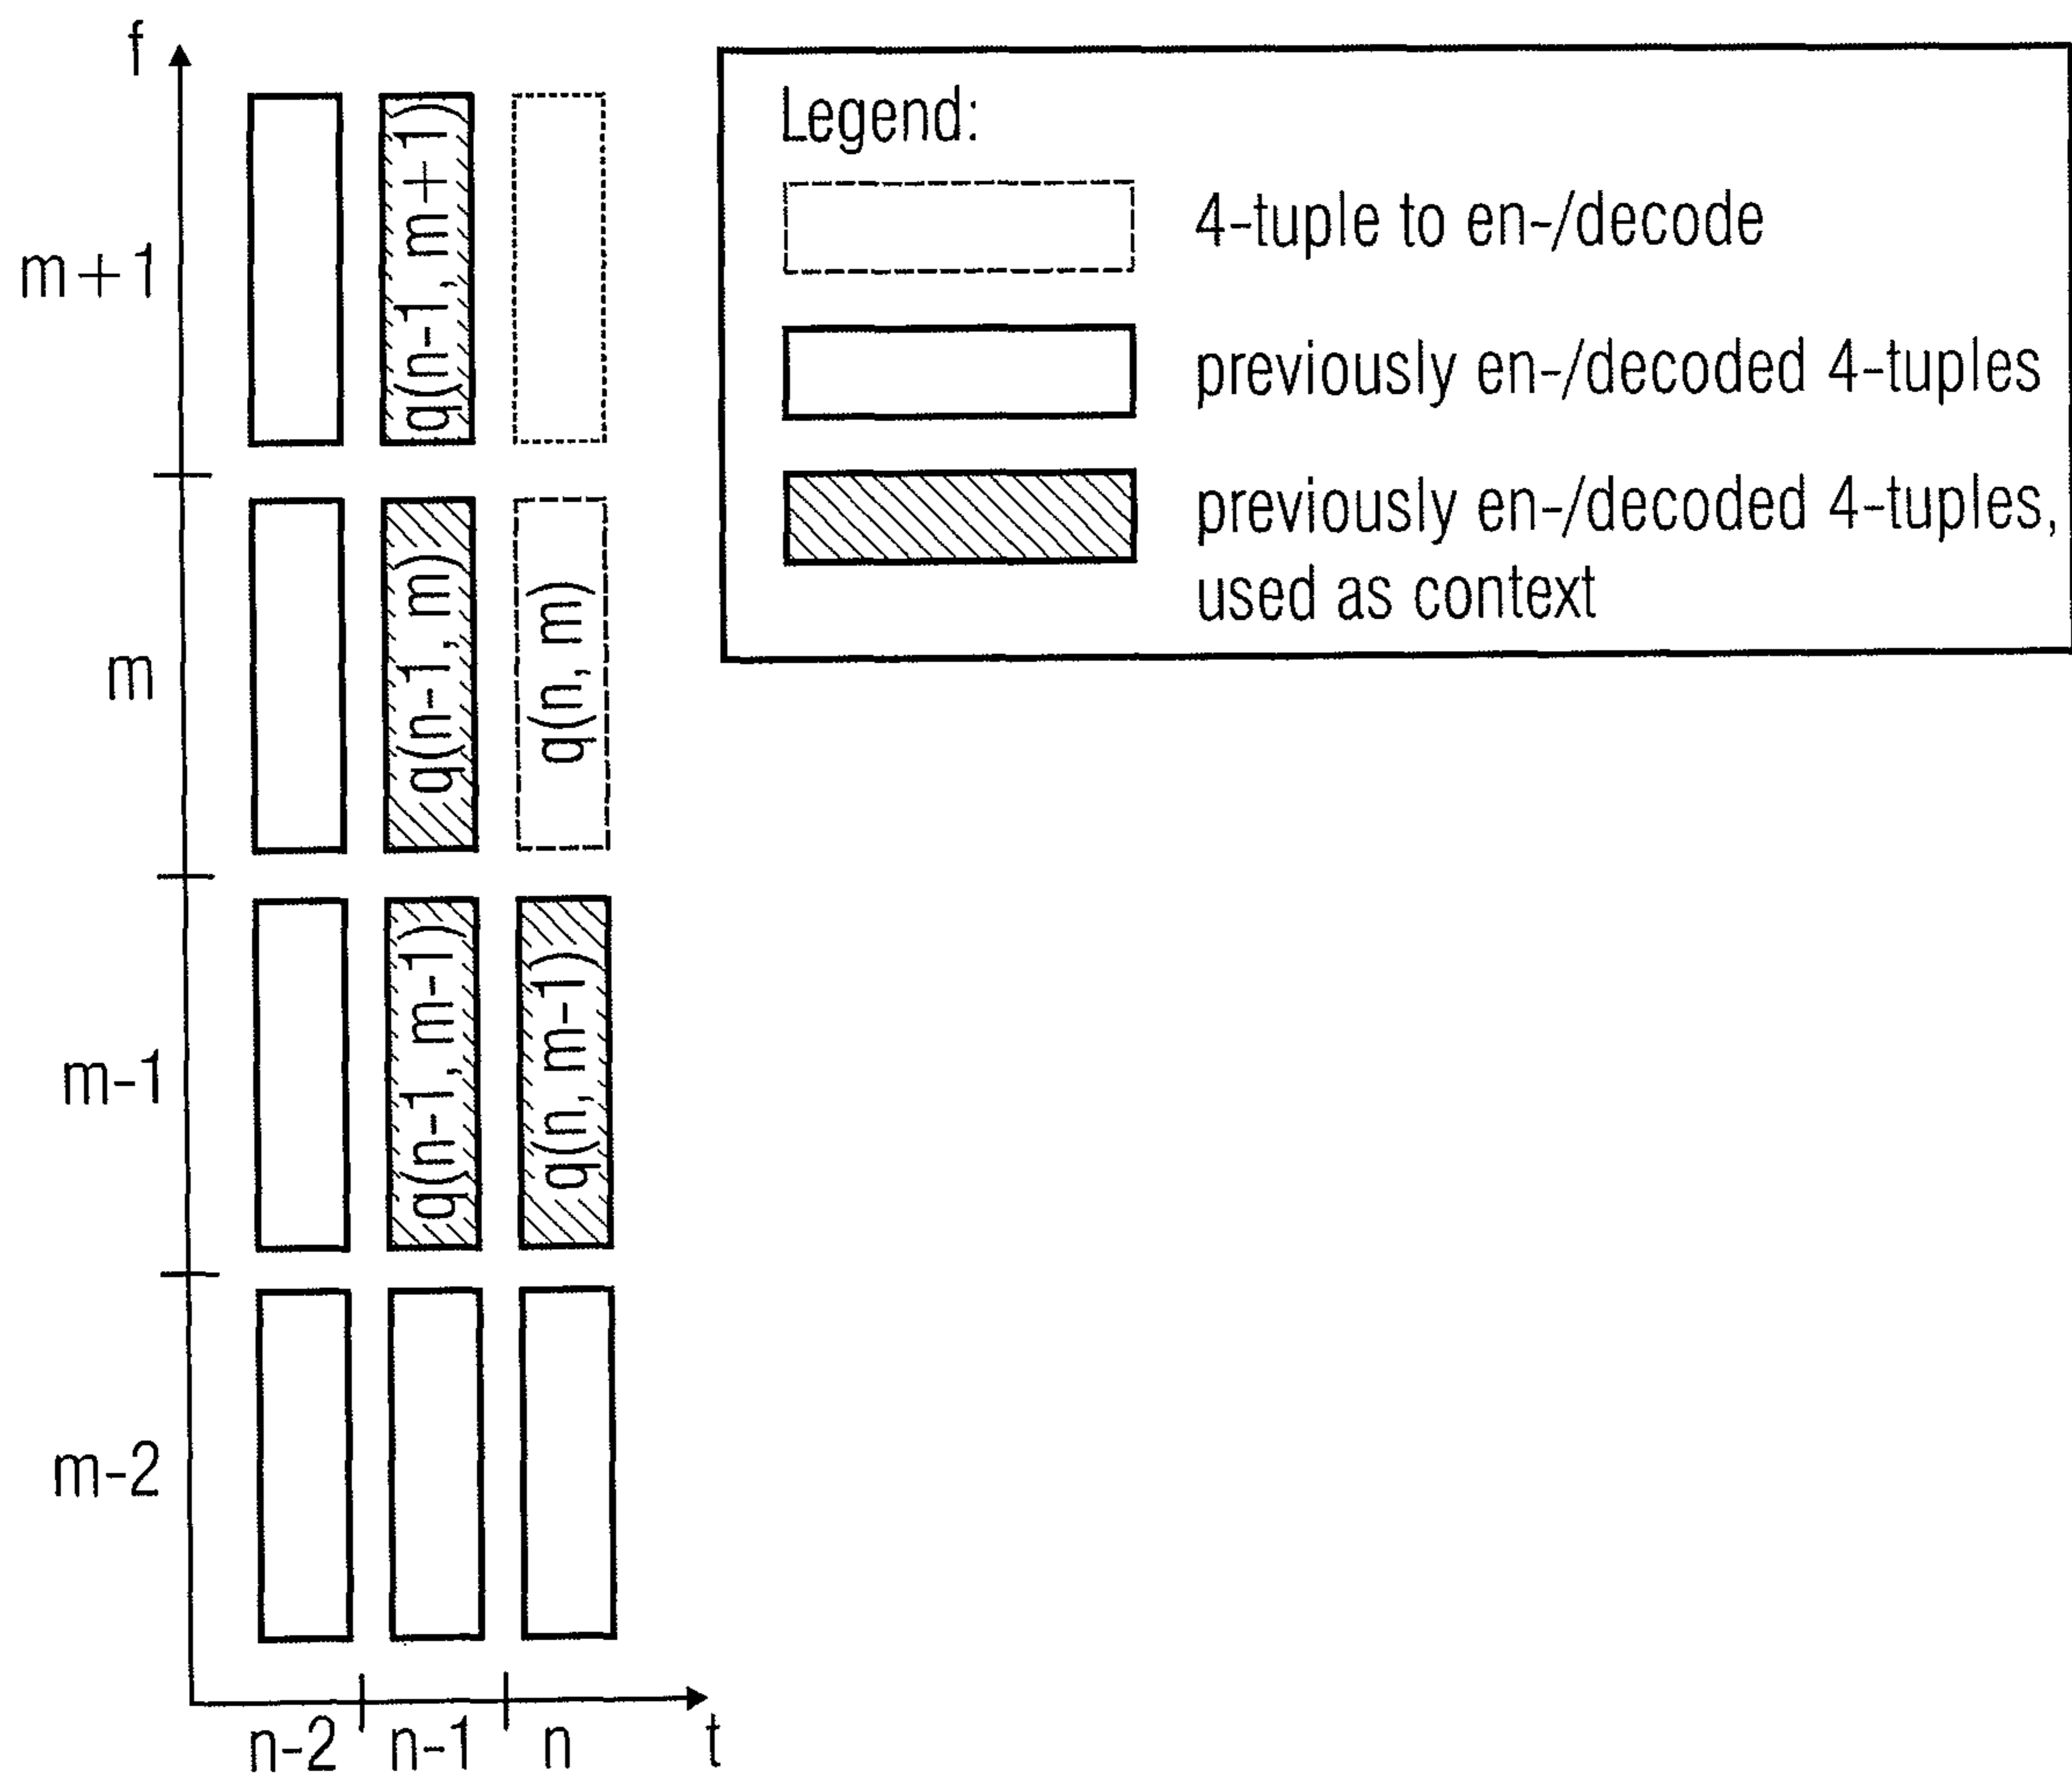 f
m+1
m
m-1
m-2
q(n-1,m+1)
q(n-1,m)
q(n,m)
q(n-1,m-1)
q(n,m-1)
n-2
n-1
n
t
Legend:
4-tuple to en-/decode
previously en-/decoded 4-tuples
previously en-/decoded 4-tuples,
used as context